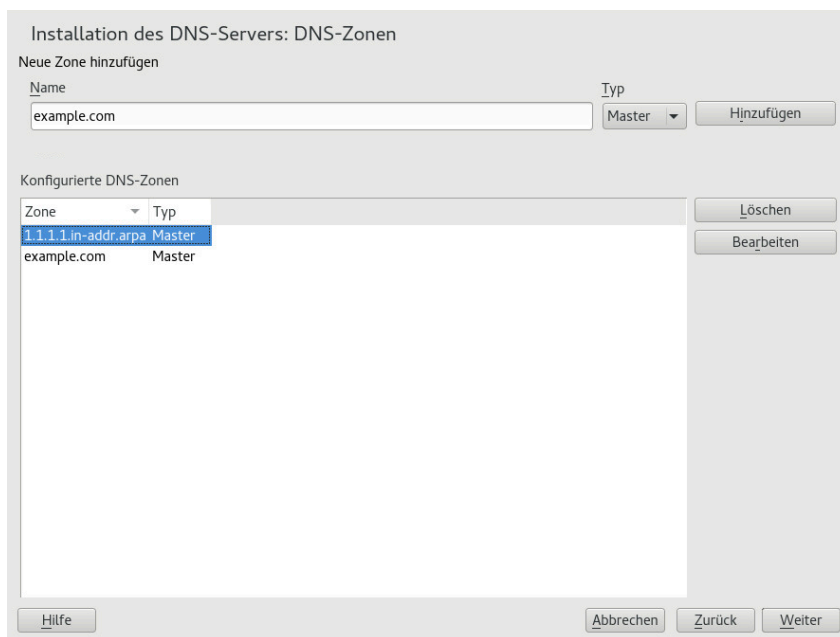 Installation des DNS-Servers: DNS-Zonen
Neue Zone hinzufügen
Name
Typ
example.com
Master
Hinzufügen
Konfigurierte DNS-Zonen
Zone Typ
Löschen
1.1.1.1.in-addr.arpa Master
Bearbeiten
example.com Master
Hilfe
Abbrechen
Zurück
Weiter